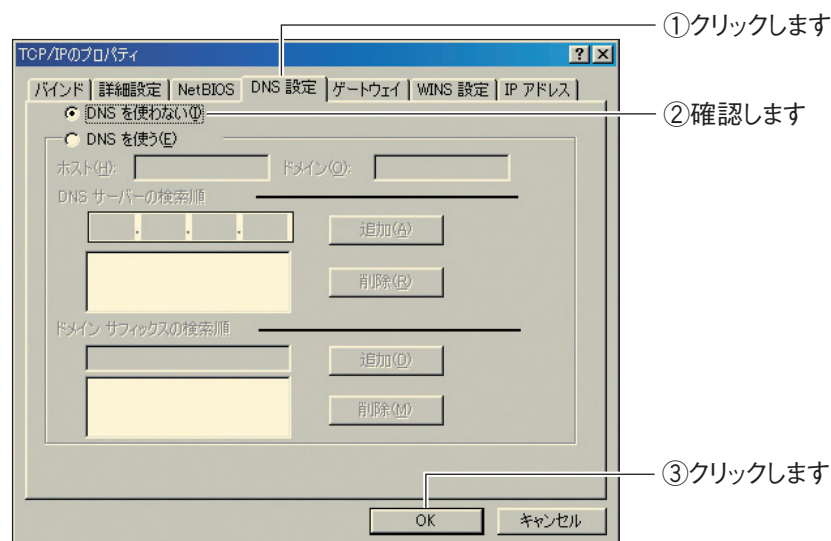 ①クリックします
TCP/IPのプロパティ
バインド 詳細設定 NetBIOS DNS 設定 ゲートウェイ WINS 設定 IP アドレス
DNS を使わない(I)
②確認します
DNS を使う(E)
ホスト(H): ドメイン(O):
DNS サーバーの検索順
追加(A)
削除(R)
ドメイン サフィックスの検索順
追加(D)
削除(M)
③クリックします
OK キャンセル